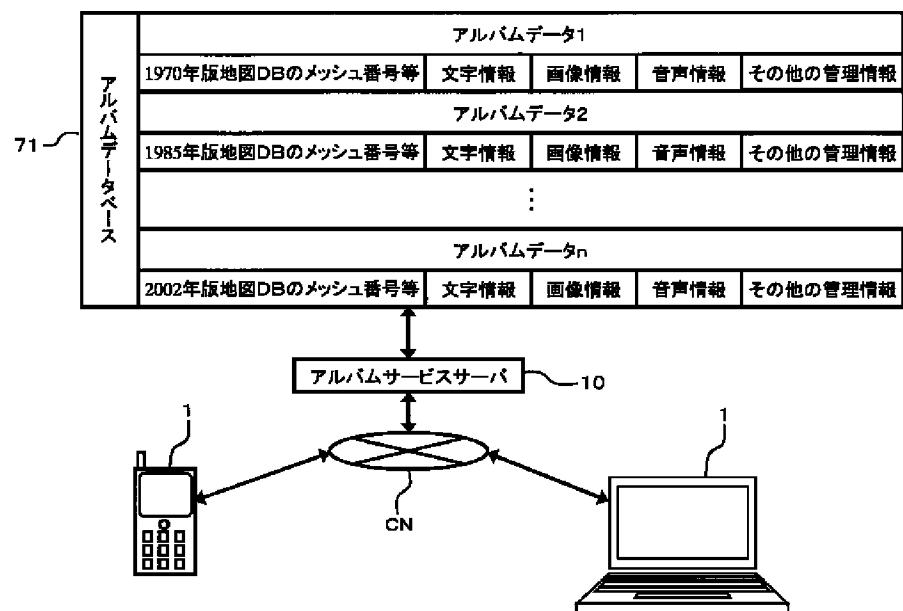 アルバムデータベース
アルバムデータ1
1970年版地図DBのメッシュ番号等 文字情報 画像情報 音声情報 その他の管理情報
アルバムデータ2
71
1985年版地図DBのメッシュ番号等 文字情報 画像情報 音声情報 その他の管理情報
⋮
アルバムデータn
2002年版地図DBのメッシュ番号等 文字情報 画像情報 音声情報 その他の管理情報
アルバムサービスサーバ 10
1 1
CN